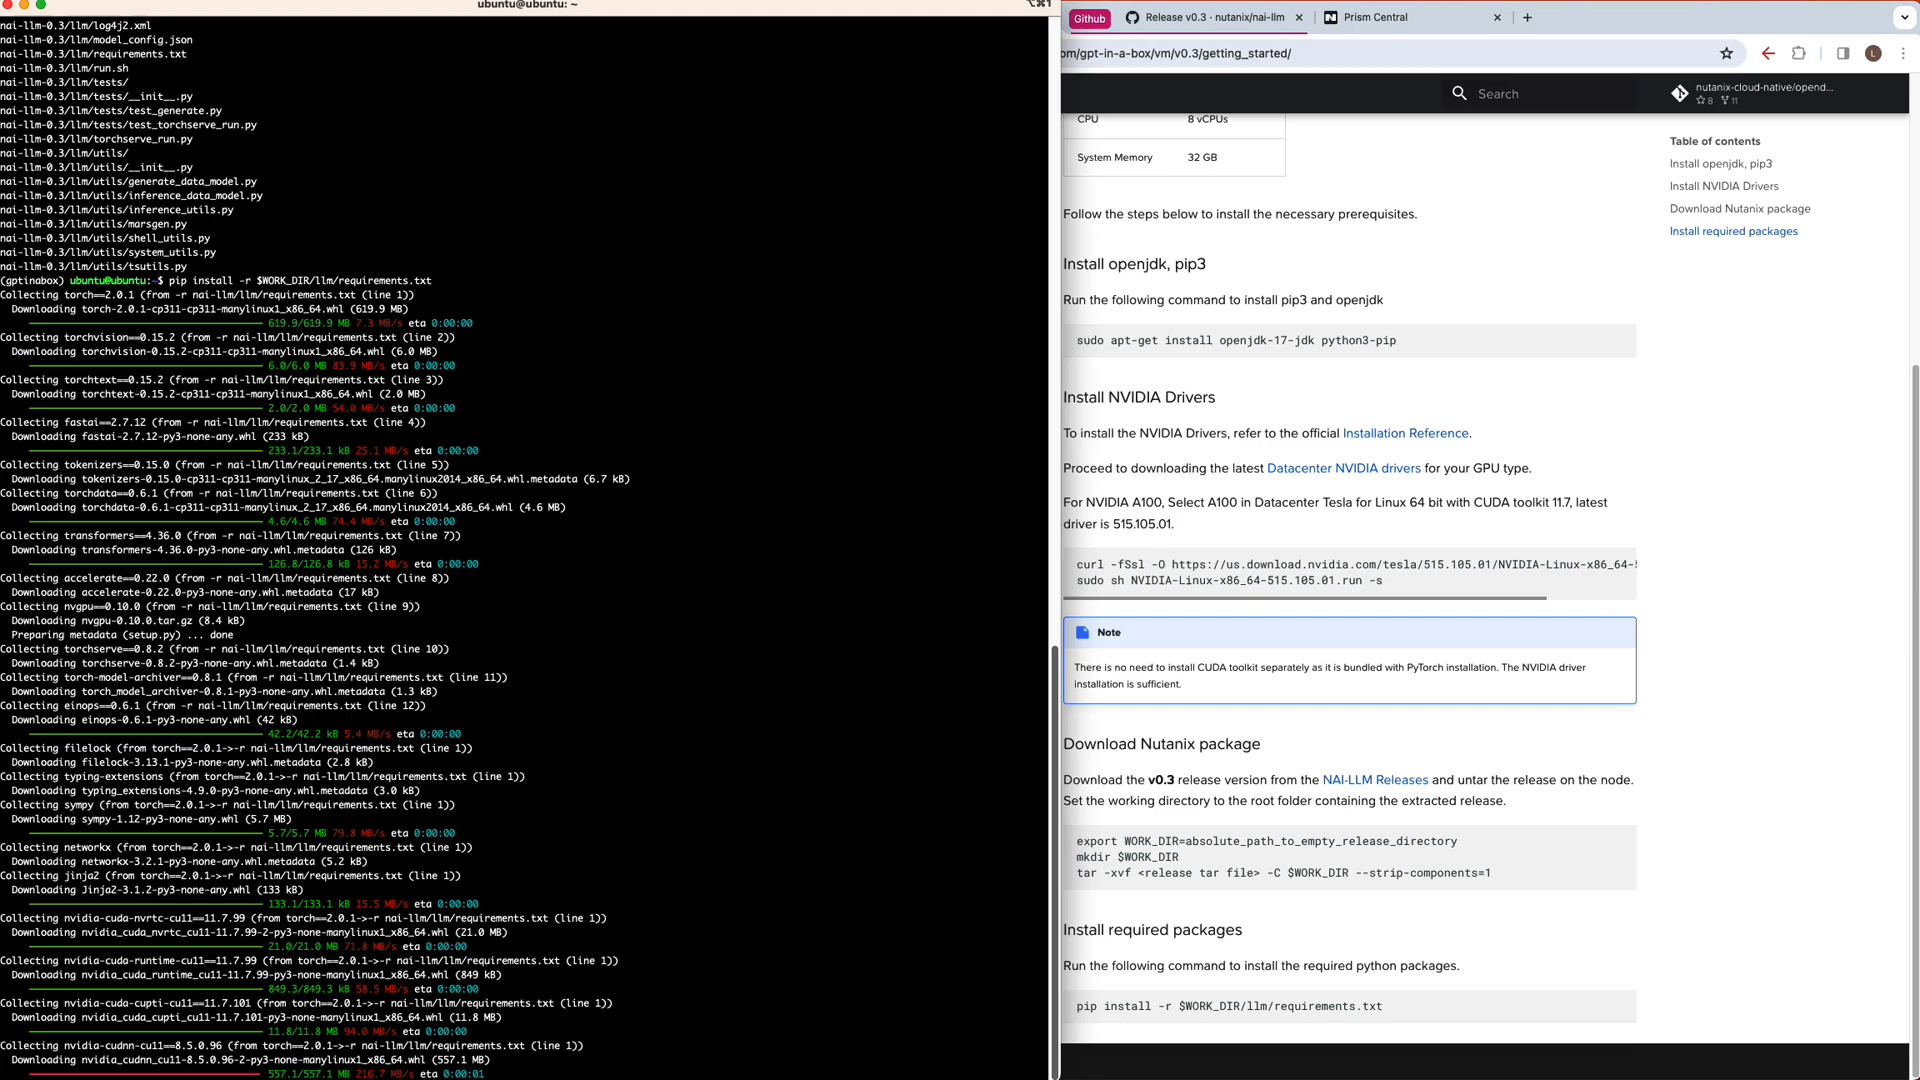 ubuntu@ubuntu: ~
⌥⌘1
nai-llm-0.3/llm/log4j2.xml
nai-llm-0.3/llm/model_config.json
nai-llm-0.3/llm/requirements.txt
nai-llm-0.3/llm/run.sh
nai-llm-0.3/llm/tests/
nai-llm-0.3/llm/tests/__init__.py
nai-llm-0.3/llm/tests/test_generate.py
nai-llm-0.3/llm/tests/test_torchserve_run.py
nai-llm-0.3/llm/torchserve_run.py
nai-llm-0.3/llm/utils/
nai-llm-0.3/llm/utils/__init__.py
nai-llm-0.3/llm/utils/generate_data_model.py
nai-llm-0.3/llm/utils/inference_data_model.py
nai-llm-0.3/llm/utils/inference_utils.py
nai-llm-0.3/llm/utils/marsgen.py
nai-llm-0.3/llm/utils/shell_utils.py
nai-llm-0.3/llm/utils/system_utils.py
nai-llm-0.3/llm/utils/tsutils.py
(gptinabox) ubuntu@ubuntu:~$ pip install -r $WORK_DIR/llm/requirements.txt
Collecting torch==2.0.1 (from -r nai-llm/llm/requirements.txt (line 1))
Downloading torch-2.0.1-cp311-cp311-manylinux1_x86_64.whl (619.9 MB)
619.9/619.9 MB 7.3 MB/s eta 0:00:00
Collecting torchvision==0.15.2 (from -r nai-llm/llm/requirements.txt (line 2))
Downloading torchvision-0.15.2-cp311-cp311-manylinux1_x86_64.whl (6.0 MB)
6.0/6.0 MB 83.9 MB/s eta 0:00:00
Collecting torchtext==0.15.2 (from -r nai-llm/llm/requirements.txt (line 3))
Downloading torchtext-0.15.2-cp311-cp311-manylinux1_x86_64.whl (2.0 MB)
2.0/2.0 MB 54.0 MB/s eta 0:00:00
Collecting fastai==2.7.12 (from -r nai-llm/llm/requirements.txt (line 4))
Downloading fastai-2.7.12-py3-none-any.whl (233 kB)
233.1/233.1 kB 25.1 MB/s eta 0:00:00
Collecting tokenizers==0.15.0 (from -r nai-llm/llm/requirements.txt (line 5))
Downloading tokenizers-0.15.0-cp311-cp311-manylinux_2_17_x86_64.manylinux2014_x86_64.whl.metadata (6.7 kB)
Collecting torchdata==0.6.1 (from -r nai-llm/llm/requirements.txt (line 6))
Downloading torchdata-0.6.1-cp311-cp311-manylinux_2_17_x86_64.manylinux2014_x86_64.whl (4.6 MB)
4.6/4.6 MB 74.4 MB/s eta 0:00:00
Collecting transformers==4.36.0 (from -r nai-llm/llm/requirements.txt (line 7))
Downloading transformers-4.36.0-py3-none-any.whl.metadata (126 kB)
126.8/126.8 kB 15.2 MB/s eta 0:00:00
Collecting accelerate==0.22.0 (from -r nai-llm/llm/requirements.txt (line 8))
Downloading accelerate-0.22.0-py3-none-any.whl.metadata (17 kB)
Collecting nvgpu==0.10.0 (from -r nai-llm/llm/requirements.txt (line 9))
Downloading nvgpu-0.10.0.tar.gz (8.4 kB)
Preparing metadata (setup.py) ... done
Collecting torchserve==0.8.2 (from -r nai-llm/llm/requirements.txt (line 10))
Downloading torchserve-0.8.2-py3-none-any.whl.metadata (1.4 kB)
Collecting torch-model-archiver==0.8.1 (from -r nai-llm/llm/requirements.txt (line 11))
Downloading torch_model_archiver-0.8.1-py3-none-any.whl.metadata (1.3 kB)
Collecting einops==0.6.1 (from -r nai-llm/llm/requirements.txt (line 12))
Downloading einops-0.6.1-py3-none-any.whl (42 kB)
42.2/42.2 kB 5.4 MB/s eta 0:00:00
Collecting filelock (from torch==2.0.1->-r nai-llm/llm/requirements.txt (line 1))
Downloading filelock-3.13.1-py3-none-any.whl.metadata (2.8 kB)
Collecting typing-extensions (from torch==2.0.1->-r nai-llm/llm/requirements.txt (line 1))
Downloading typing_extensions-4.9.0-py3-none-any.whl.metadata (3.0 kB)
Collecting sympy (from torch==2.0.1->-r nai-llm/llm/requirements.txt (line 1))
Downloading sympy-1.12-py3-none-any.whl (5.7 MB)
5.7/5.7 MB 79.8 MB/s eta 0:00:00
Collecting networkx (from torch==2.0.1->-r nai-llm/llm/requirements.txt (line 1))
Downloading networkx-3.2.1-py3-none-any.whl.metadata (5.2 kB)
Collecting jinja2 (from torch==2.0.1->-r nai-llm/llm/requirements.txt (line 1))
Downloading Jinja2-3.1.2-py3-none-any.whl (133 kB)
133.1/133.1 kB 15.5 MB/s eta 0:00:00
Collecting nvidia-cuda-nvrtc-cu11==11.7.99 (from torch==2.0.1->-r nai-llm/llm/requirements.txt (line 1))
Downloading nvidia_cuda_nvrtc_cu11-11.7.99-2-py3-none-manylinux1_x86_64.whl (21.0 MB)
21.0/21.0 MB 71.8 MB/s eta 0:00:00
Collecting nvidia-cuda-runtime-cu11==11.7.99 (from torch==2.0.1->-r nai-llm/llm/requirements.txt (line 1))
Downloading nvidia_cuda_runtime_cu11-11.7.99-py3-none-manylinux1_x86_64.whl (849 kB)
849.3/849.3 kB 58.5 MB/s eta 0:00:00
Collecting nvidia-cuda-cupti-cu11==11.7.101 (from torch==2.0.1->-r nai-llm/llm/requirements.txt (line 1))
Downloading nvidia_cuda_cupti_cu11-11.7.101-py3-none-manylinux1_x86_64.whl (11.8 MB)
11.8/11.8 MB 94.0 MB/s eta 0:00:00
Collecting nvidia-cudnn-cu11==8.5.0.96 (from torch==2.0.1->-r nai-llm/llm/requirements.txt (line 1))
Downloading nvidia_cudnn_cu11-8.5.0.96-2-py3-none-manylinux1_x86_64.whl (557.1 MB)
557.1/557.1 MB 216.7 MB/s eta 0:00:01
Github
Release v0.3 · nutanix/nai-llm
Prism Central
om/gpt-in-a-box/vm/v0.3/getting_started/
L
Search
nutanix-cloud-native/opend...
8 11
CPU 8 vCPUs
System Memory 32 GB
Follow the steps below to install the necessary prerequisites.
Install openjdk, pip3
Run the following command to install pip3 and openjdk
sudo apt-get install openjdk-17-jdk python3-pip
Install NVIDIA Drivers
To install the NVIDIA Drivers, refer to the official Installation Reference.
Proceed to downloading the latest Datacenter NVIDIA drivers for your GPU type.
For NVIDIA A100, Select A100 in Datacenter Tesla for Linux 64 bit with CUDA toolkit 11.7, latest
driver is 515.105.01.
curl -fSsl -O https://us.download.nvidia.com/tesla/515.105.01/NVIDIA-Linux-x86_64-5
sudo sh NVIDIA-Linux-x86_64-515.105.01.run -s
Note
There is no need to install CUDA toolkit separately as it is bundled with PyTorch installation. The NVIDIA driver
installation is sufficient.
Download Nutanix package
Download the v0.3 release version from the NAI-LLM Releases and untar the release on the node.
Set the working directory to the root folder containing the extracted release.
export WORK_DIR=absolute_path_to_empty_release_directory
mkdir $WORK_DIR
tar -xvf <release tar file> -C $WORK_DIR --strip-components=1
Install required packages
Run the following command to install the required python packages.
pip install -r $WORK_DIR/llm/requirements.txt
Table of contents
Install openjdk, pip3
Install NVIDIA Drivers
Download Nutanix package
Install required packages